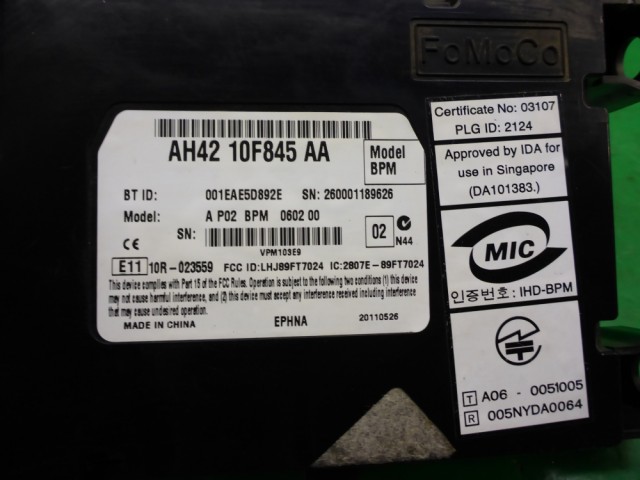 FoMoCo
AH42 10F845 AA
Model
BPM
BT ID: 001EAE5D892E SN: 260001189626
Model: A P02 BPM 0602 00
SN:
VPM103E9
02
N44
CE
E11 10R-023559 FCC ID:LHJ89FT7024 IC:2807E-89FT7024
This device complies with Part 15 of the FCC Rules. Operation is subject to the following two conditions (1) this device
may not cause harmful interference, and (2) this device must accept any interference received including interference
that may cause undesired operation.
MADE IN CHINA EPHNA 20110526
Certificate No: 03107
PLG ID: 2124
Approved by IDA for
use in Singapore
(DA101383.)
MIC
인증번호: IHD-BPM
T A06 - 0051005
R 005NYDA0064